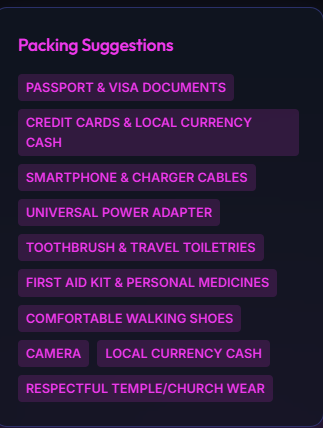 Packing Suggestions
PASSPORT & VISA DOCUMENTS
CREDIT CARDS & LOCAL CURRENCY
CASH
SMARTPHONE & CHARGER CABLES
UNIVERSAL POWER ADAPTER
TOOTHBRUSH & TRAVEL TOILETRIES
FIRST AID KIT & PERSONAL MEDICINES
COMFORTABLE WALKING SHOES
CAMERA LOCAL CURRENCY CASH
RESPECTFUL TEMPLE/CHURCH WEAR